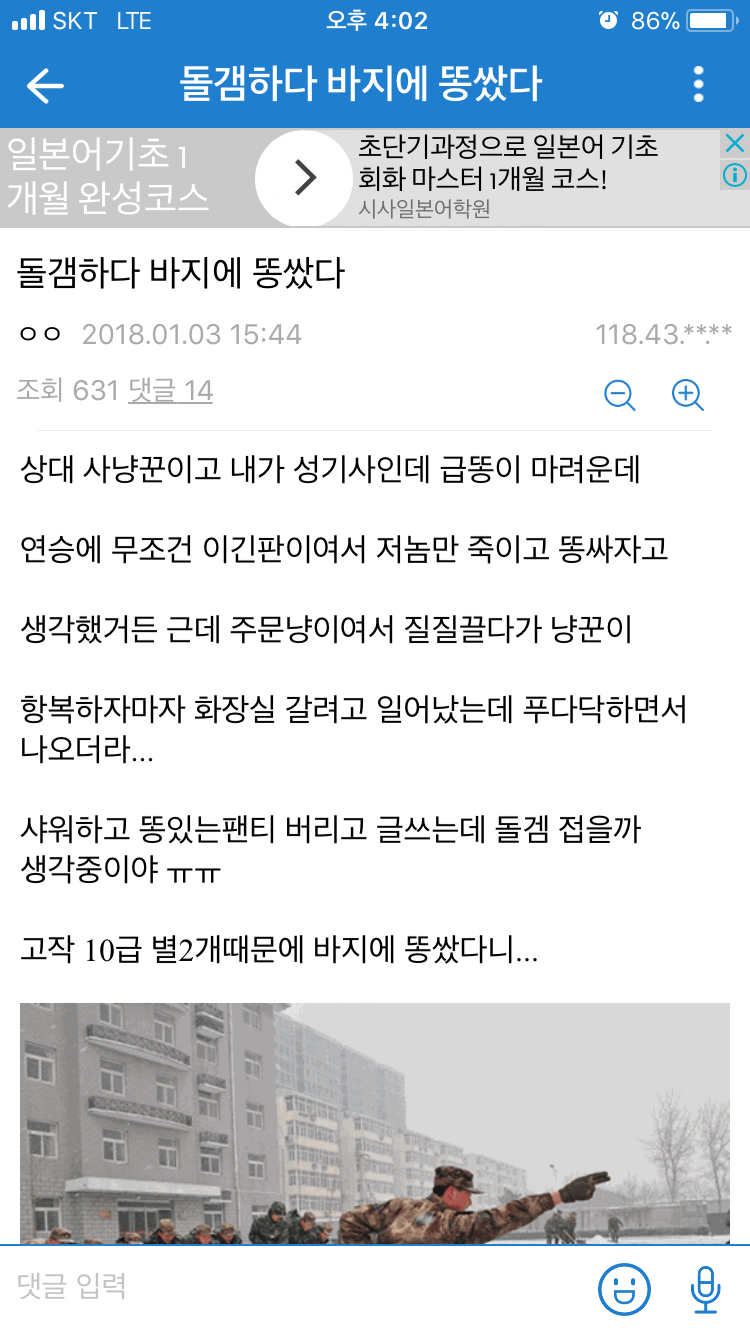 SKT LTE 오후 4:02 86%
돌갬하다 바지에 똥쌌다
일본어기초 1
개월 완성코스
초단기과정으로 일본어 기초
회화 마스터 1개월 코스!
시사일본어학원
돌갬하다 바지에 똥쌌다
ㅇㅇ 2018.01.03 15:44 118.43.**.**
조회 631 댓글 14
상대 사냥꾼이고 내가 성기사인데 급똥이 마려운데
연승에 무조건 이긴판이여서 저놈만 죽이고 똥싸자고
생각했거든 근데 주문냥이여서 질질끌다가 냥꾼이
항복하자마자 화장실 갈려고 일어났는데 푸다닥하면서
나오더라...
샤워하고 똥있는팬티 버리고 글쓰는데 돌겜 접을까
생각중이야 ㅠㅠ
고작 10급 별2개때문에 바지에 똥쌌다니...
댓글 입력